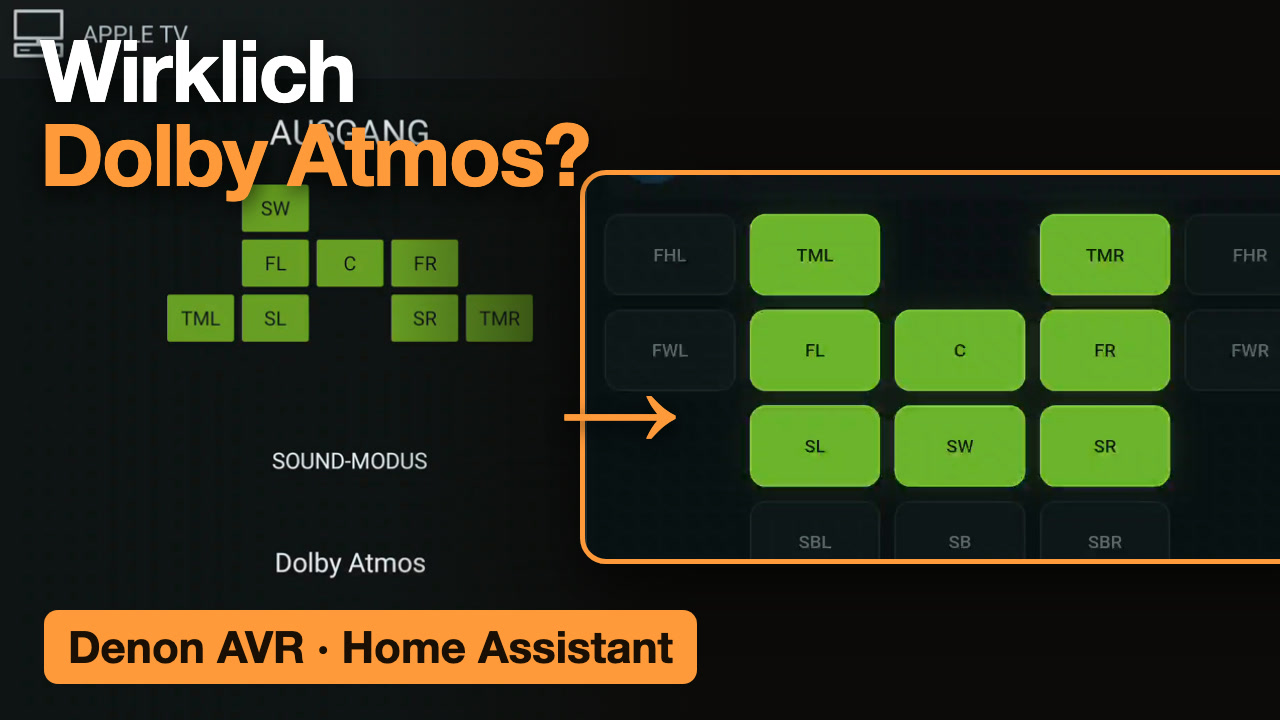 APPLE TV
Wirklich
AUSGANG
Dolby Atmos?
SW
FL C FR
TML SL SR TMR
SOUND-MODUS
Dolby Atmos
FHL TML TMR FHR
FWL FL C FR FWR
SL SW SR
SBL SB SBR
Denon AVR · Home Assistant